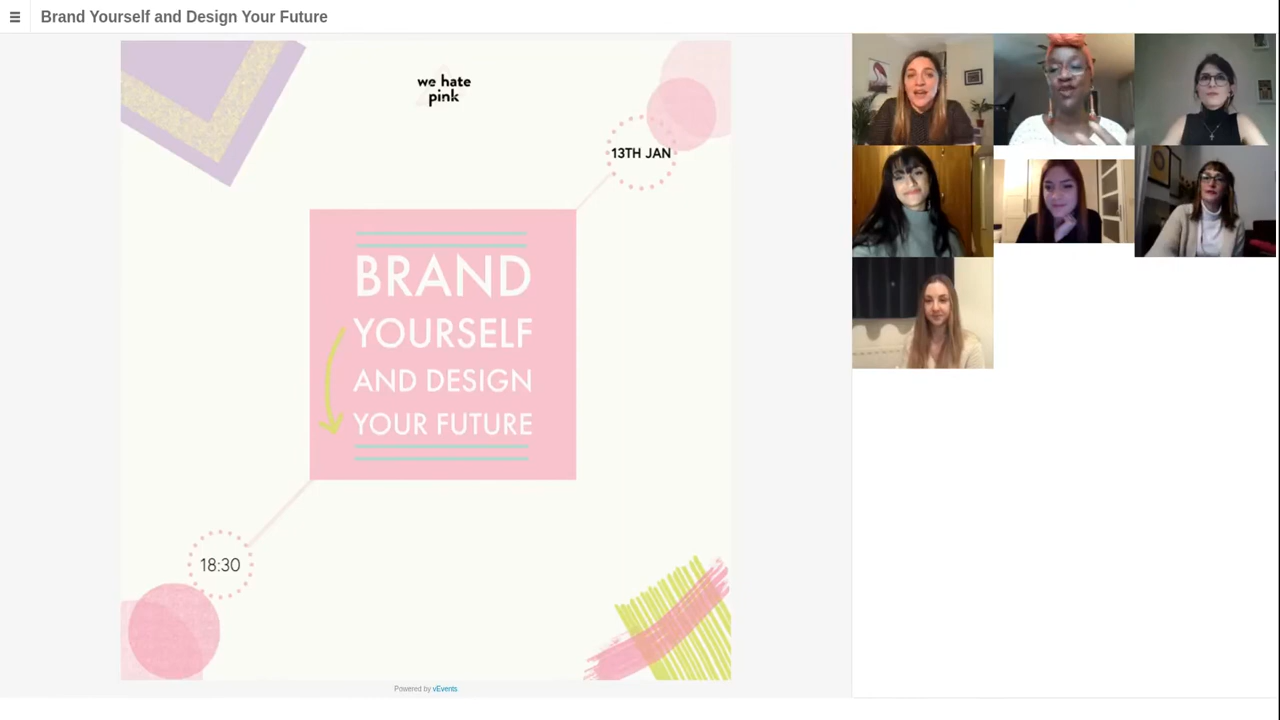 Brand Yourself and Design Your Future
we hate
pink
13TH JAN
BRAND
YOURSELF
AND DESIGN
YOUR FUTURE
18:30
Powered by vEvents